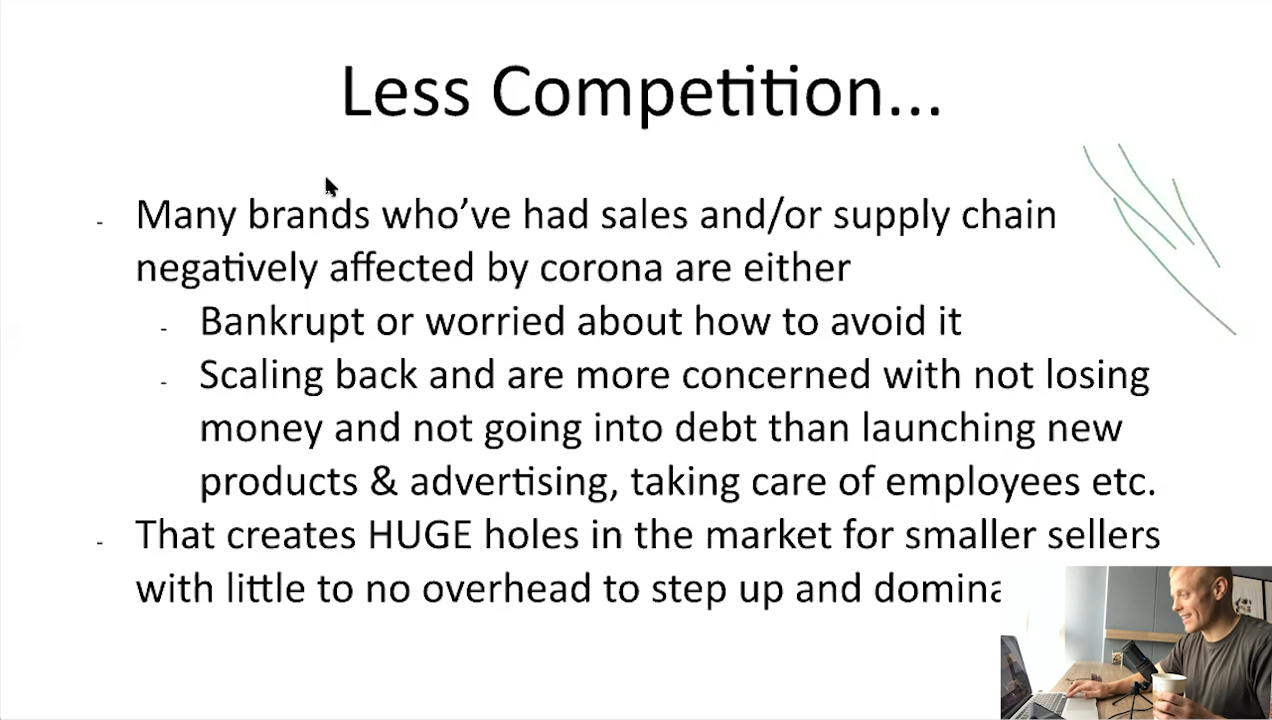 Less Competition...
- Many brands who’ve had sales and/or supply chain
negatively affected by corona are either
- Bankrupt or worried about how to avoid it
- Scaling back and are more concerned with not losing
money and not going into debt than launching new
products & advertising, taking care of employees etc.
- That creates HUGE holes in the market for smaller sellers
with little to no overhead to step up and